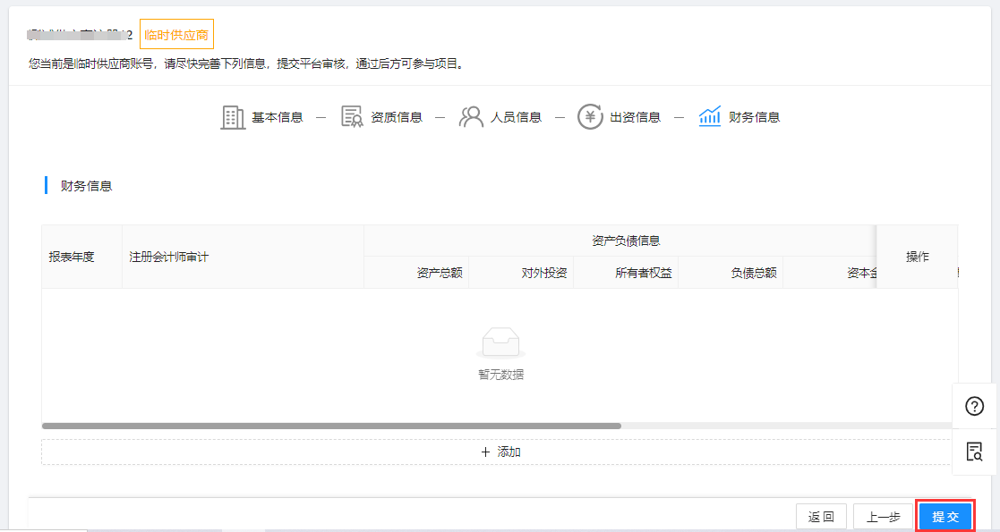 2 临时供应商
您当前是临时供应商账号，请尽快完善下列信息，提交平台审核，通过后方可参与项目。
基本信息 — 资质信息 — 人员信息 — 出资信息 — 财务信息
财务信息
报表年度 注册会计师审计 资产负债信息 操作
资产总额 对外投资 所有者权益 负债总额 资本金
暂无数据
+ 添加
返回 上一步 提交